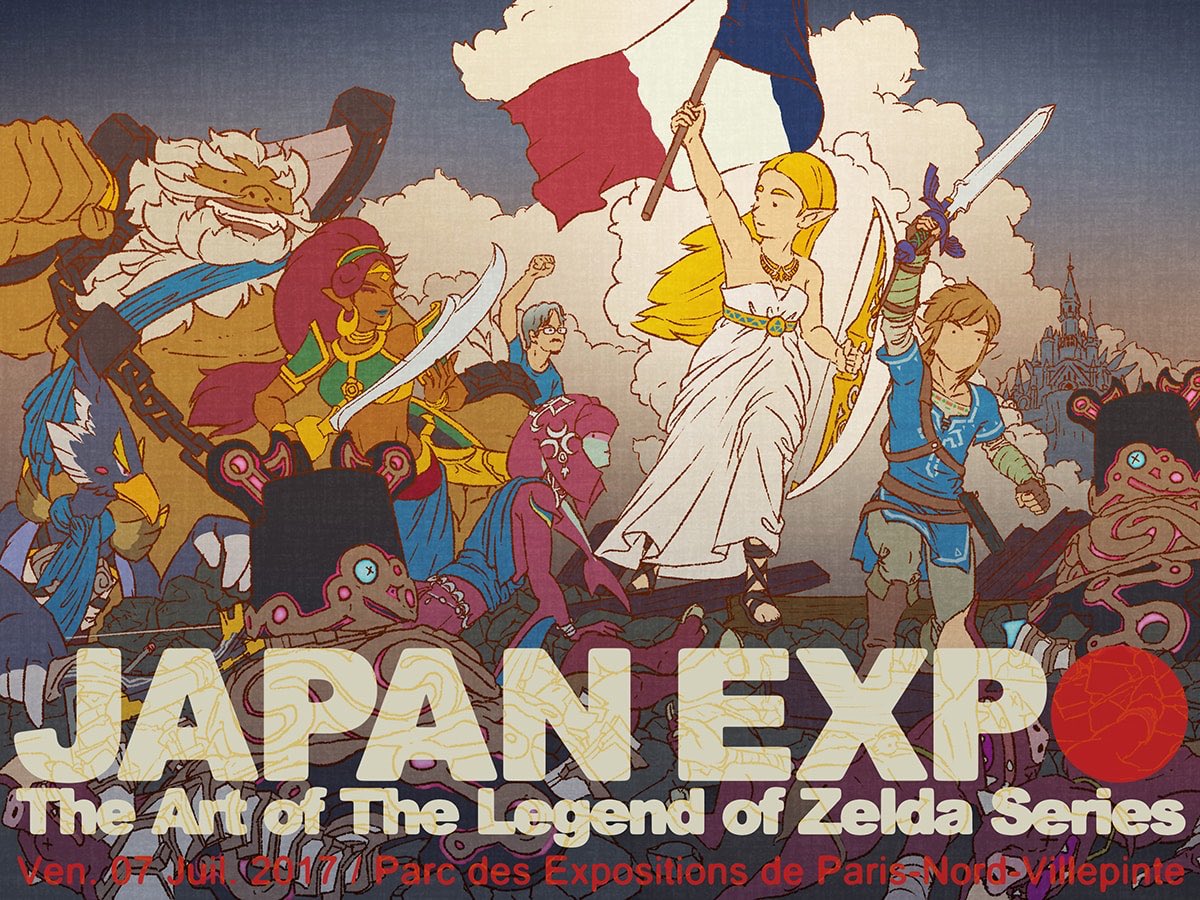 JAPAN EXPO
The Art of The Legend of Zelda Series
Ven. 07 Juil. 2017 / Parc des Expositions de Paris-Nord-Villepinte